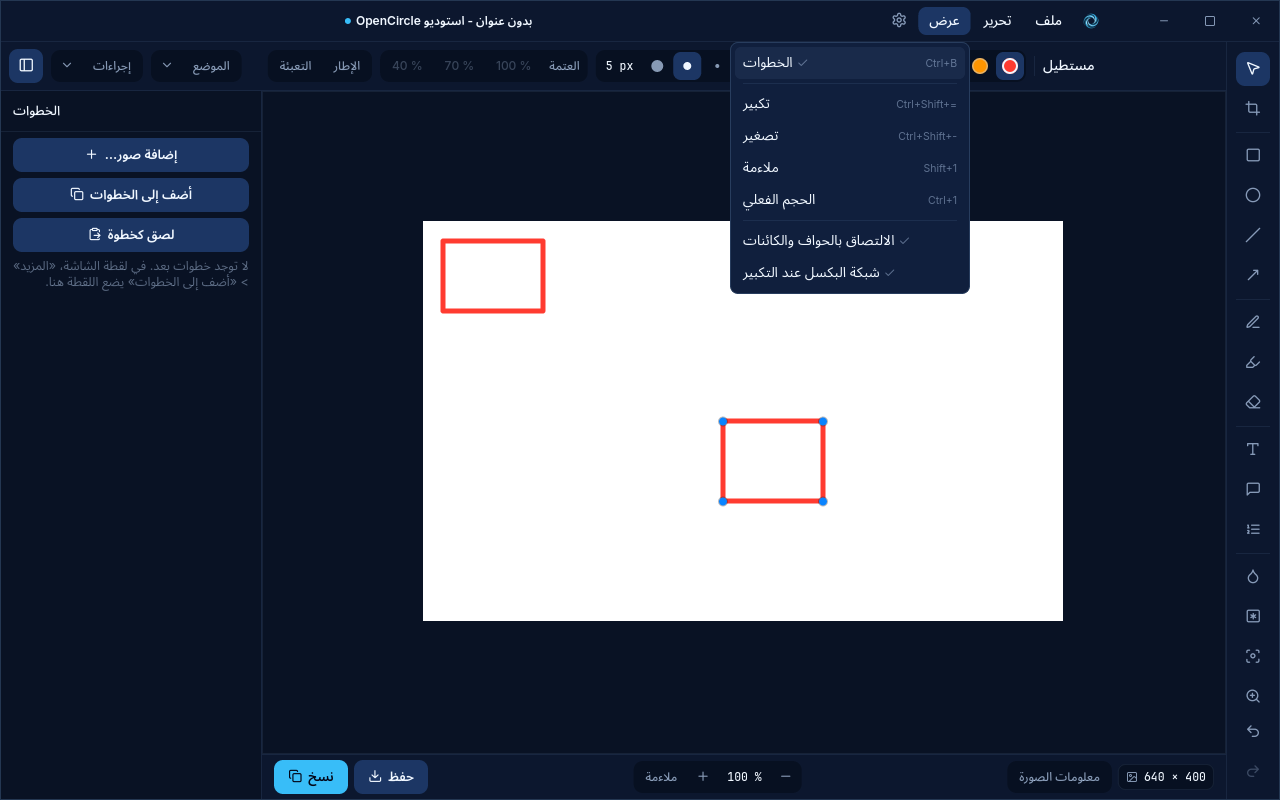 ملف
تحرير
عرض
بدون عنوان - استوديو OpenCircle
مستطيل
5 px
العتمة
100 %
70 %
40 %
الإطار
التعبئة
الموضع
إجراءات
الخطوات Ctrl+B
تكبير Ctrl+Shift+=
تصغير Ctrl+Shift+-
ملاءمة Shift+1
الحجم الفعلي Ctrl+1
الالتصاق بالحواف والكائنات
شبكة البكسل عند التكبير
الخطوات
إضافة صور...
أضف إلى الخطوات
لصق كخطوة
لا توجد خطوات بعد. في لقطة الشاشة، «المزيد»
> «أضف إلى الخطوات» يضع اللقطة هنا.
640 × 400
معلومات الصورة
100 %
ملاءمة
حفظ
نسخ